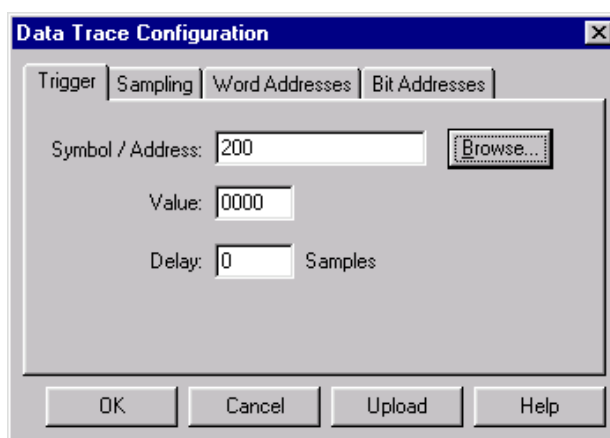 Data Trace Configuration
Trigger Sampling Word Addresses Bit Addresses
Symbol / Address: 200 Browse...
Value: 0000
Delay: 0 Samples
OK Cancel Upload Help